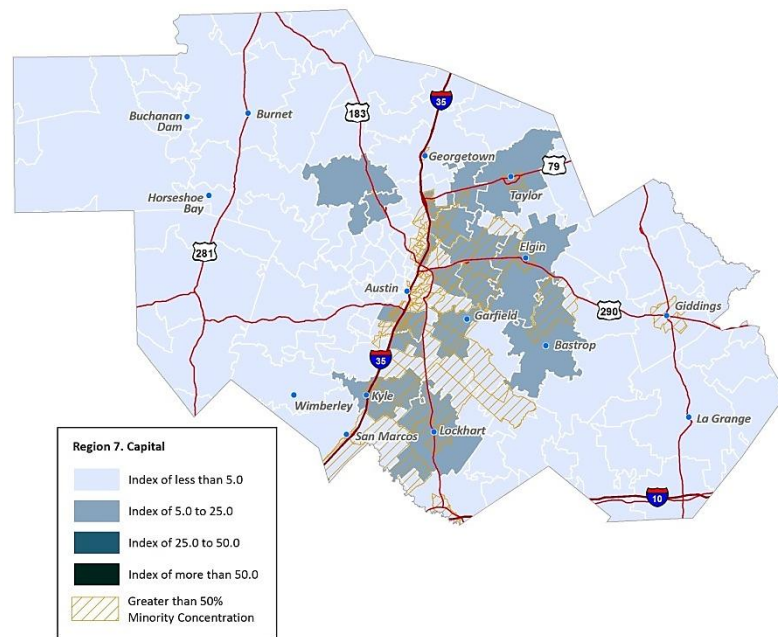 35
183
Buchanan
Dam
Burnet
Georgetown
79
Taylor
Horseshoe
Bay
281
Elgin
Austin
290
Giddings
Garfield
35
Bastrop
Kyle
Wimberley
La Grange
San Marcos
Lockhart
10
Region 7. Capital
Index of less than 5.0
Index of 5.0 to 25.0
Index of 25.0 to 50.0
Index of more than 50.0
Greater than 50%
Minority Concentration